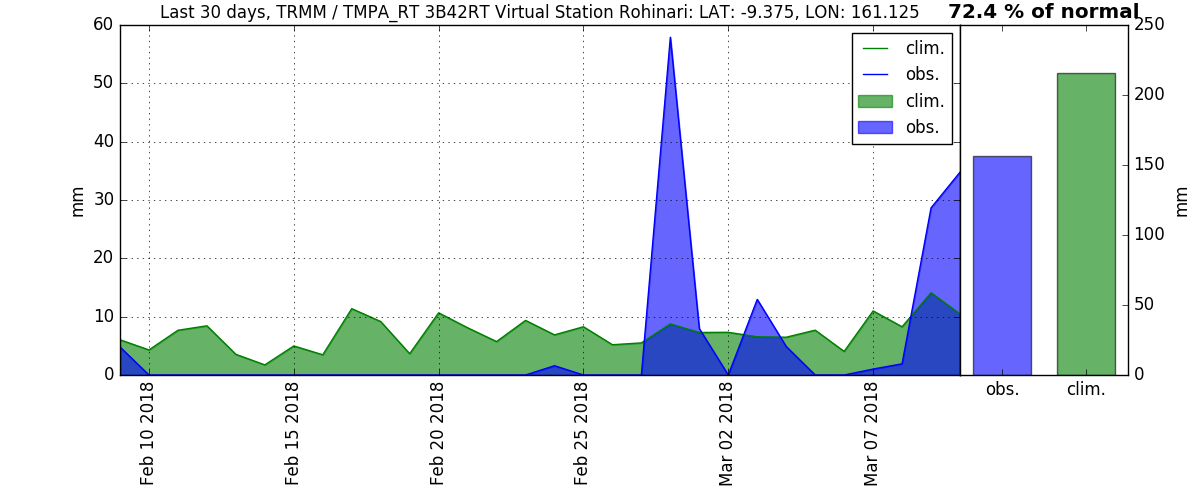 Last 30 days, TRMM / TMPA_RT 3B42RT Virtual Station Rohinari: LAT: -9.375, LON: 161.125
72.4 % of normal
60
50
40
30
20
10
0
mm
clim.
obs.
clim.
obs.
Feb 10 2018
Feb 15 2018
Feb 20 2018
Feb 25 2018
Mar 02 2018
Mar 07 2018
250
200
150
100
50
0
mm
obs.
clim.